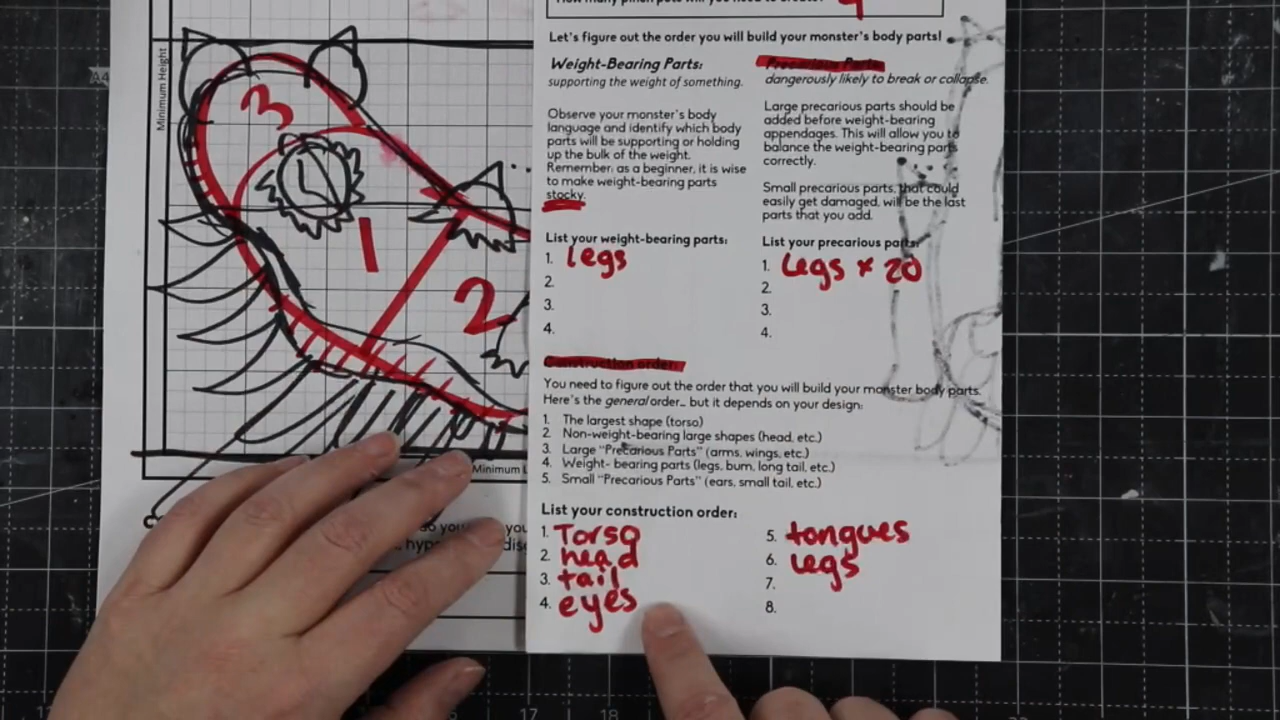 Let's figure out the order you will build your monster's body parts!
Weight-Bearing Parts:
supporting the weight of something.
Observe your monster's body
language and identify which body
parts will be supporting or holding
up the bulk of the weight.
Remember, as a beginner, it is wise
to make weight-bearing parts
stocky.
List your weight-bearing parts:
1. legs
2.
3.
4.
Precarious Parts:
dangerously likely to break or collapse.
Large precarious parts should be
added before weight-bearing
appendages. This will allow you to
balance the weight-bearing parts
correctly.
Small precarious parts, that could
easily get damaged, will be the last
parts that you add.
List your precarious parts:
1. Legs x 20
2.
3.
4.
Construction order:
You need to figure out the order that you will build your monster body parts.
Here's the general order... but it depends on your design:
1. The largest shape (torso)
2. Non-weight-bearing large shapes (head, etc.)
3. Large "Precarious Parts" (arms, wings, etc.)
4. Weight- bearing parts (legs, bum, long tail, etc.)
5. Small "Precarious Parts" (ears, small tail, etc.)
List your construction order:
1. Torso
2. head
3. tail
4. eyes
5. tongues
6. legs
7.
8.
Minimum Height
A4
3
1
2
Minimum L
17
18